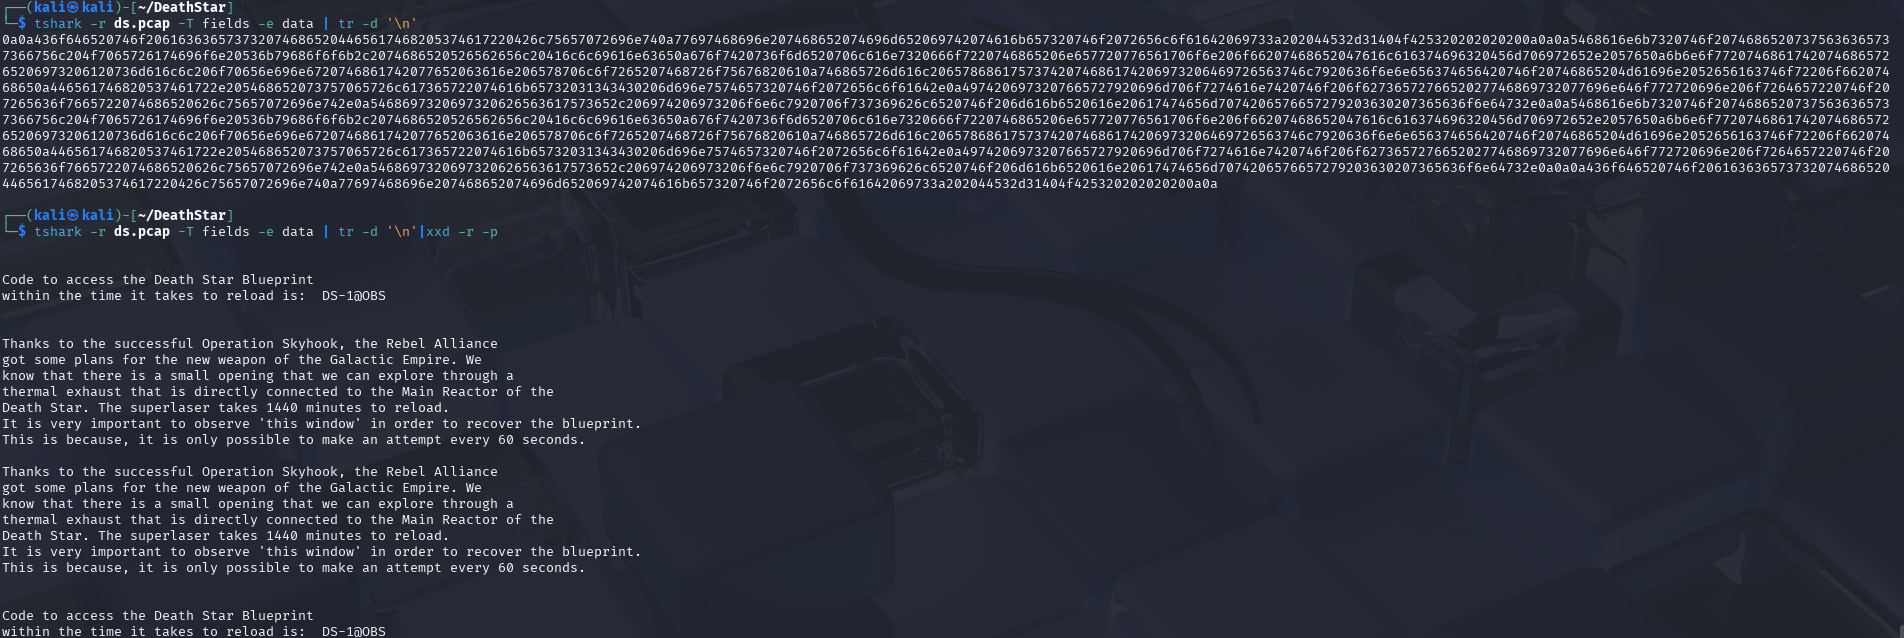 ┌──(kali㉿kali)-[~/DeathStar]
└─$ tshark -r ds.pcap -T fields -e data | tr -d '\n'
0a0a436f646520746f206163636573732074686520446561746820537461720426c75657072696e740a77697468696e207468652074696d652069742074616b657320746f2072656c6f61642069733a202044532d31404f425320202020200a0a0a5468616e6b7320746f207468652073756363657373
7366756c204f7065726174696f6e20536b79686f6f6b2c2074686520526562656c20416c6c69616e63650a676f7420736f6d6520706c616e7320666f7220746865206e657720776561706f6e206f66207468652047616c616374696320456d706972652e2057650a6b6e6f7720746861742074686572
65206973206120736d616c6c206f70656e696e6720746861742077652063616e206578706c6f7265207468726f75676820610a746865726d616c20657868617573742074686174206973206469726563746c7920636f6e6e656374656420746f20746865204d61696e2052656163746f72206f66207468
650a446561746820537461722e205468652073757065726c617365722074616b65732031343430206d696e7574657320746f2072656c6f61642e0a4974206973207665727920696d706f7274616e7420746f206f6273657276652027746869732077696e646f772720696e206f7264657220746f20
7265636f7665722074686520626c75657072696e742e0a5468697320697320626563617573652c206974206973206f6e6c7920706f737369626c6520746f206d616b6520616e20617474656d7074206576657279203630207365636f6e64732e0a0a5468616e6b7320746f2074686520737563636573
7366756c204f7065726174696f6e20536b79686f6f6b2c2074686520526562656c20416c6c69616e63650a676f7420736f6d6520706c616e7320666f7220746865206e657720776561706f6e206f66207468652047616c616374696320456d706972652e2057650a6b6e6f7720746861742074686572
65206973206120736d616c6c206f70656e696e6720746861742077652063616e206578706c6f7265207468726f75676820610a746865726d616c20657868617573742074686174206973206469726563746c7920636f6e6e656374656420746f20746865204d61696e2052656163746f72206f66207468
650a446561746820537461722e205468652073757065726c617365722074616b65732031343430206d696e7574657320746f2072656c6f61642e0a4974206973207665727920696d706f7274616e7420746f206f6273657276652027746869732077696e646f772720696e206f7264657220746f20
7265636f7665722074686520626c75657072696e742e0a5468697320697320626563617573652c206974206973206f6e6c7920706f737369626c6520746f206d616b6520616e20617474656d7074206576657279203630207365636f6e64732e0a0a0a436f646520746f206163636573732074686520
4465617468205374617220426c75657072696e740a77697468696e207468652074696d652069742074616b657320746f2072656c6f61642069733a202044532d31404f425320202020200a0a
┌──(kali㉿kali)-[~/DeathStar]
└─$ tshark -r ds.pcap -T fields -e data | tr -d '\n'|xxd -r -p
Code to access the Death Star Blueprint
within the time it takes to reload is:  DS-1@OBS
Thanks to the successful Operation Skyhook, the Rebel Alliance
got some plans for the new weapon of the Galactic Empire. We
know that there is a small opening that we can explore through a
thermal exhaust that is directly connected to the Main Reactor of the
Death Star. The superlaser takes 1440 minutes to reload.
It is very important to observe 'this window' in order to recover the blueprint.
This is because, it is only possible to make an attempt every 60 seconds.
Thanks to the successful Operation Skyhook, the Rebel Alliance
got some plans for the new weapon of the Galactic Empire. We
know that there is a small opening that we can explore through a
thermal exhaust that is directly connected to the Main Reactor of the
Death Star. The superlaser takes 1440 minutes to reload.
It is very important to observe 'this window' in order to recover the blueprint.
This is because, it is only possible to make an attempt every 60 seconds.
Code to access the Death Star Blueprint
within the time it takes to reload is:  DS-1@OBS